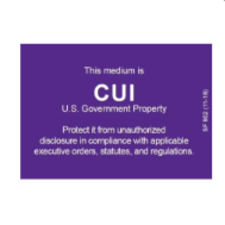 This medium is
CUI
U.S. Government Property
Protect it from unauthorized
disclosure in compliance with applicable
executive orders, statutes, and regulations.
SF 902 (11-18)